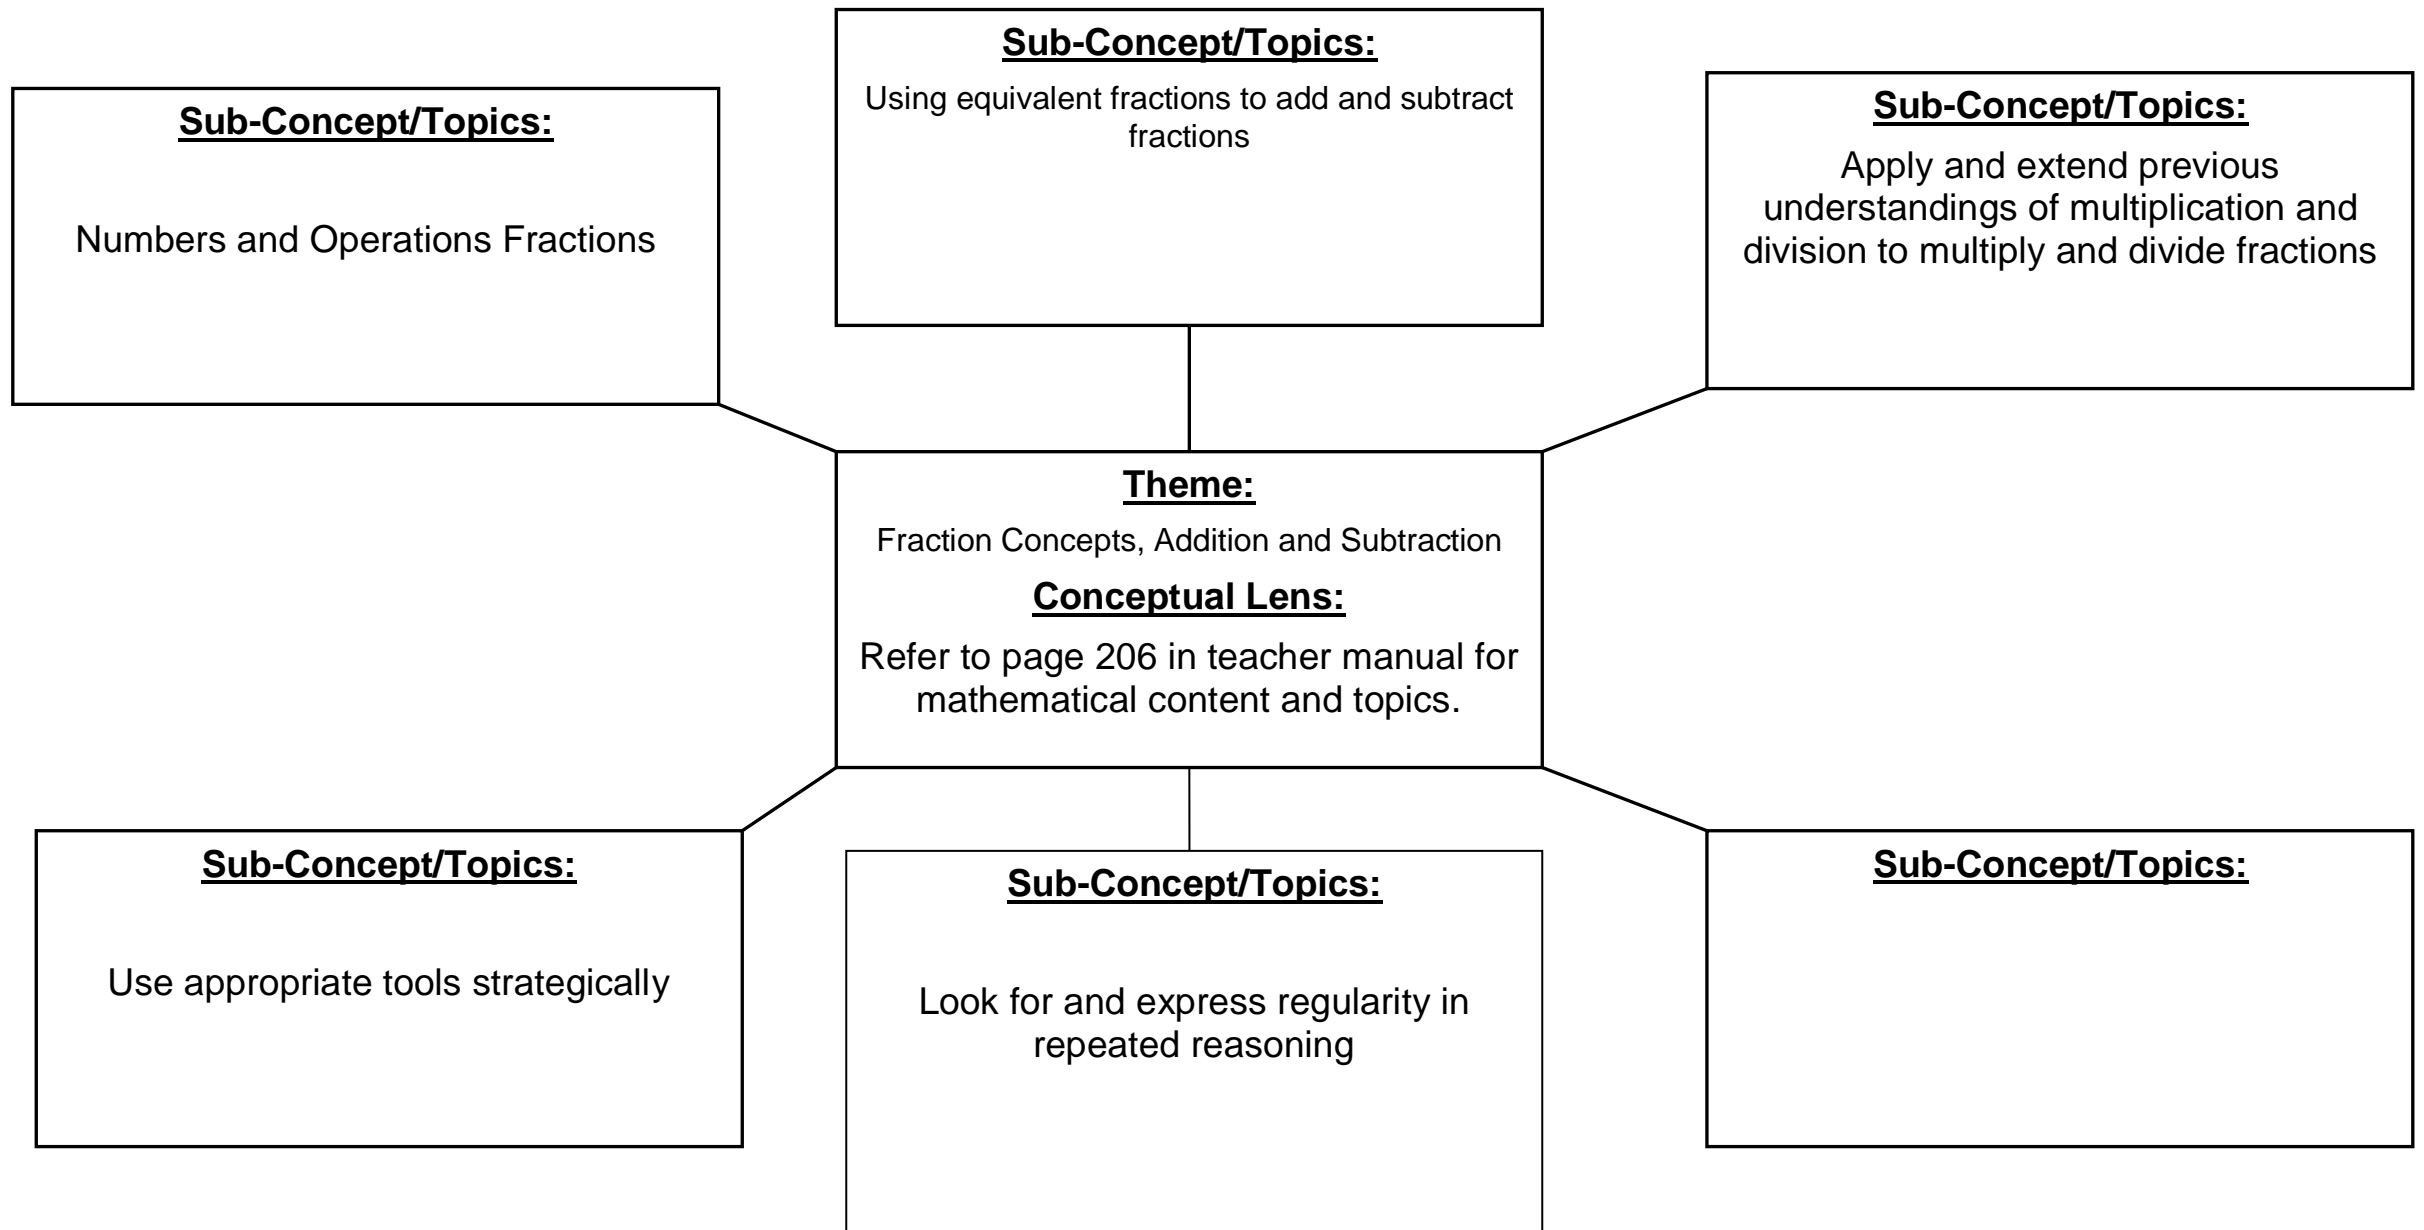 Sub-Concept/Topics:
Numbers and Operations Fractions
Sub-Concept/Topics:
Using equivalent fractions to add and subtract
fractions
Sub-Concept/Topics:
Apply and extend previous
understandings of multiplication and
division to multiply and divide fractions
Theme:
Fraction Concepts, Addition and Subtraction
Conceptual Lens:
Refer to page 206 in teacher manual for
mathematical content and topics.
Sub-Concept/Topics:
Use appropriate tools strategically
Sub-Concept/Topics:
Look for and express regularity in
repeated reasoning
Sub-Concept/Topics: